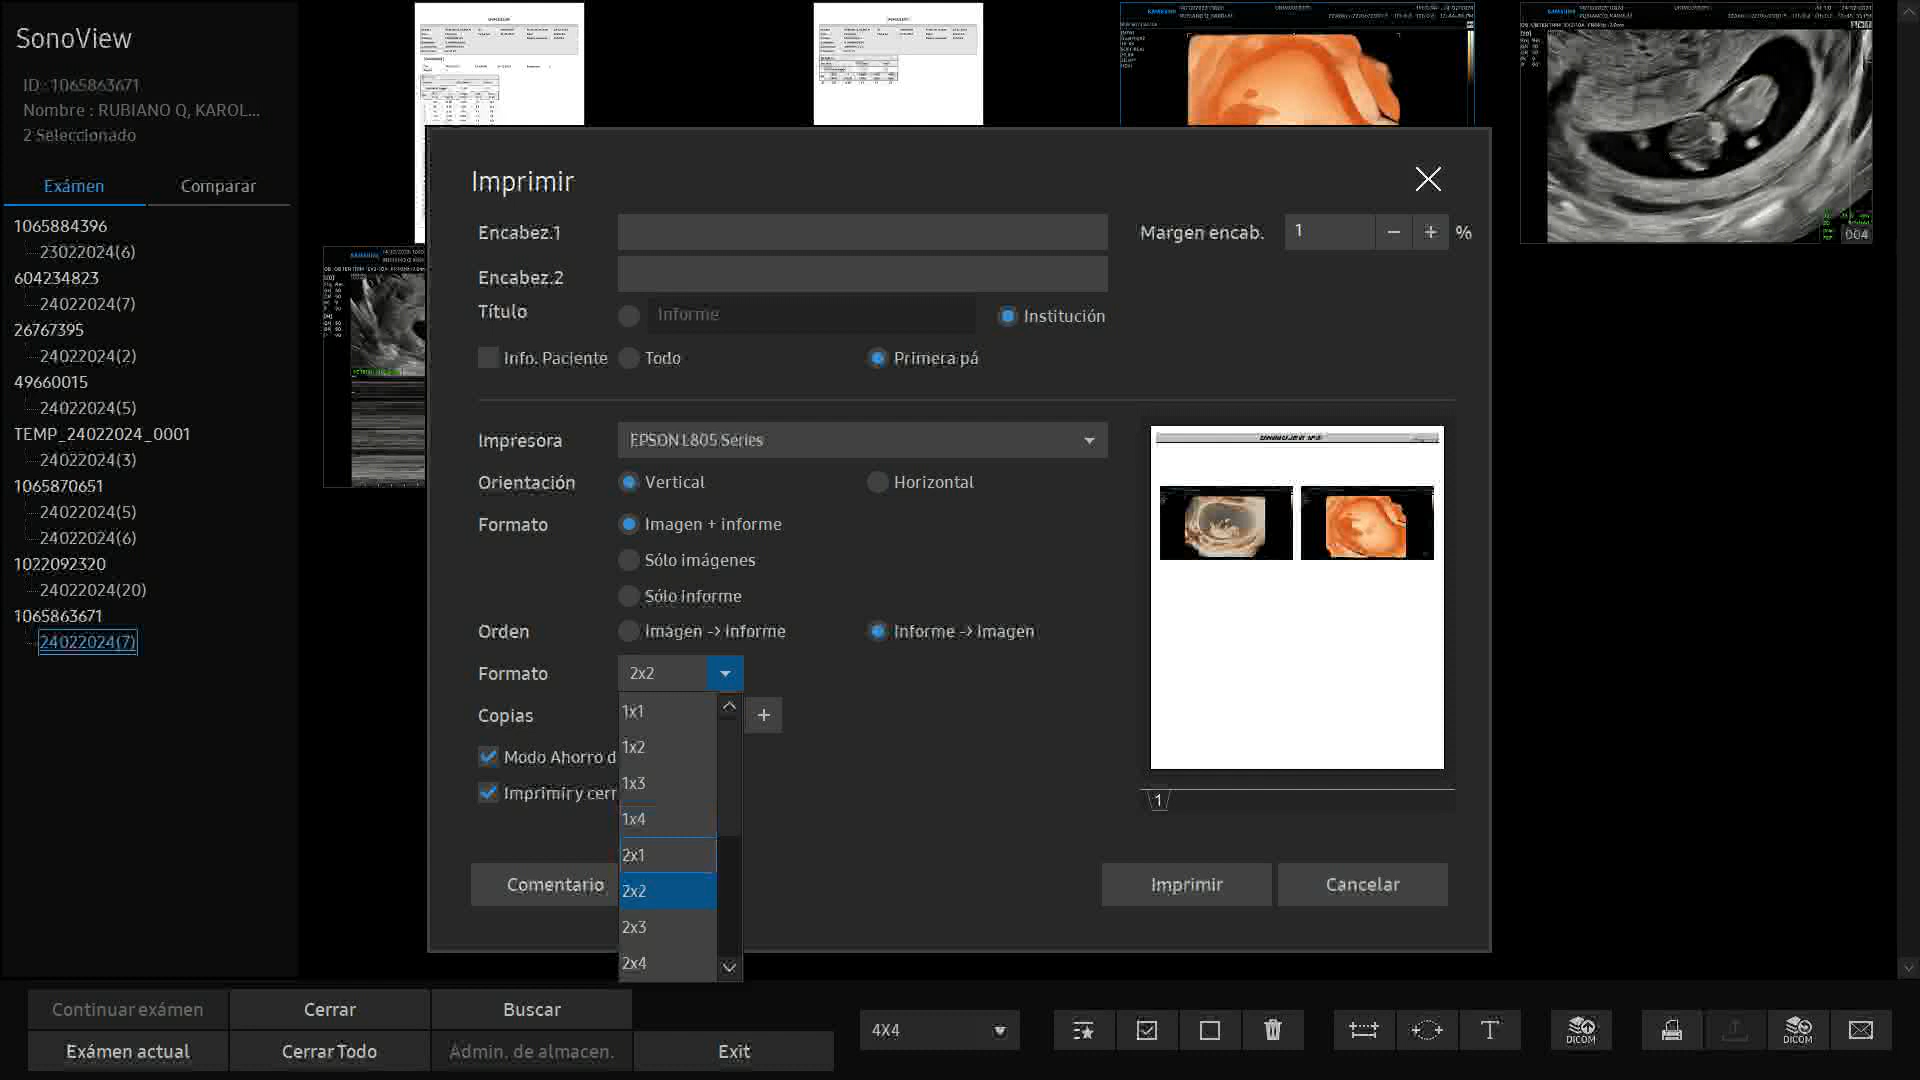 SonoView
ID : 1065863671
Nombre : RUBIANO Q, KAROL...
2 Seleccionado
Exámen
Comparar
1065884396
23022024(6)
604234823
24022024(7)
26767395
24022024(2)
49660015
24022024(5)
TEMP_24022024_0001
24022024(3)
1065870651
24022024(5)
24022024(6)
1022092320
24022024(20)
1065863671
24022024(7)
SAMSUNG
SAMSUNG
004
Imprimir
Encabez.1
Margen encab.
1
%
Encabez.2
Título
Informe
Institución
Info. Paciente
Todo
Primera pá
Impresora
EPSON L805 Series
Orientación
Vertical
Horizontal
Formato
Imagen + informe
Sólo imágenes
Sólo informe
Orden
Imagen -> Informe
Informe -> Imagen
Formato
2x2
Copias
1x1
1x2
1x3
1x4
2x1
2x2
2x3
2x4
+
Modo Ahorro d
Imprimir y cerr
1
Comentario
Imprimir
Cancelar
Continuar exámen
Cerrar
Buscar
Exámen actual
Cerrar Todo
Admin. de almacen.
Exit
4X4
T
DICOM
DICOM